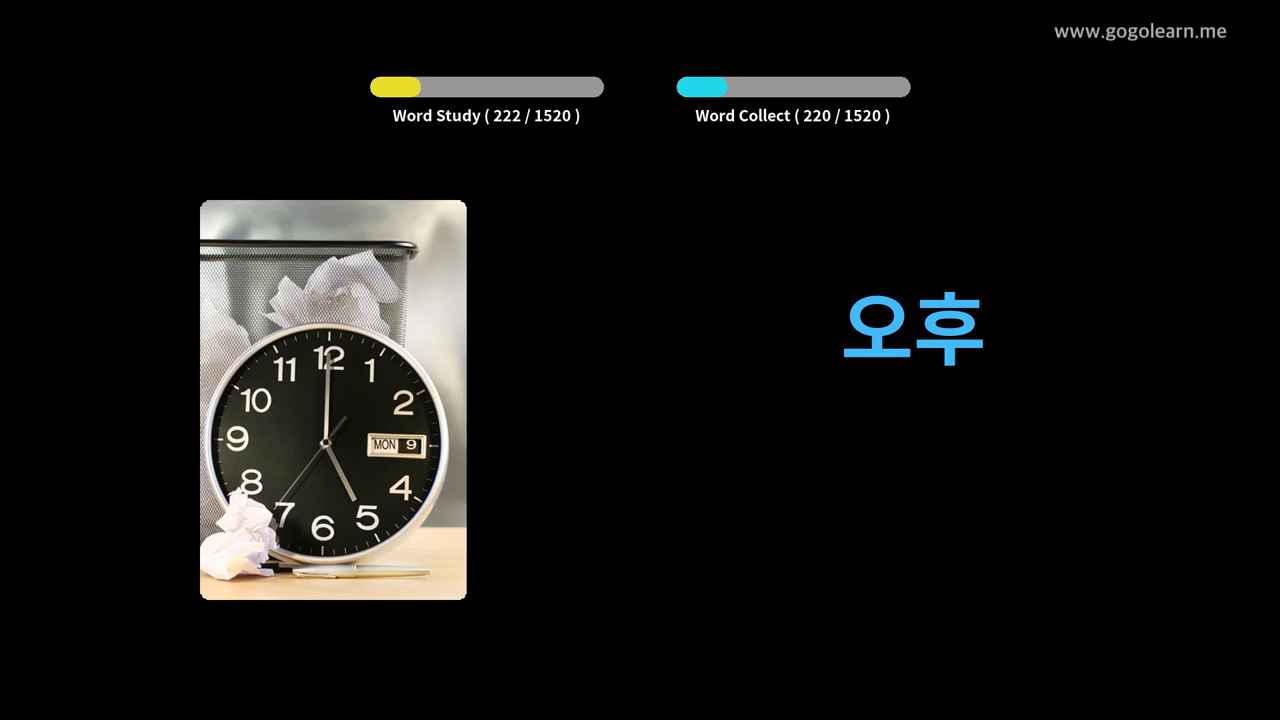 www.gogolearn.me
Word Study ( 222 / 1520 )
Word Collect ( 220 / 1520 )
오후
12
11
1
10
2
9
MON 9
8
4
7
5
6